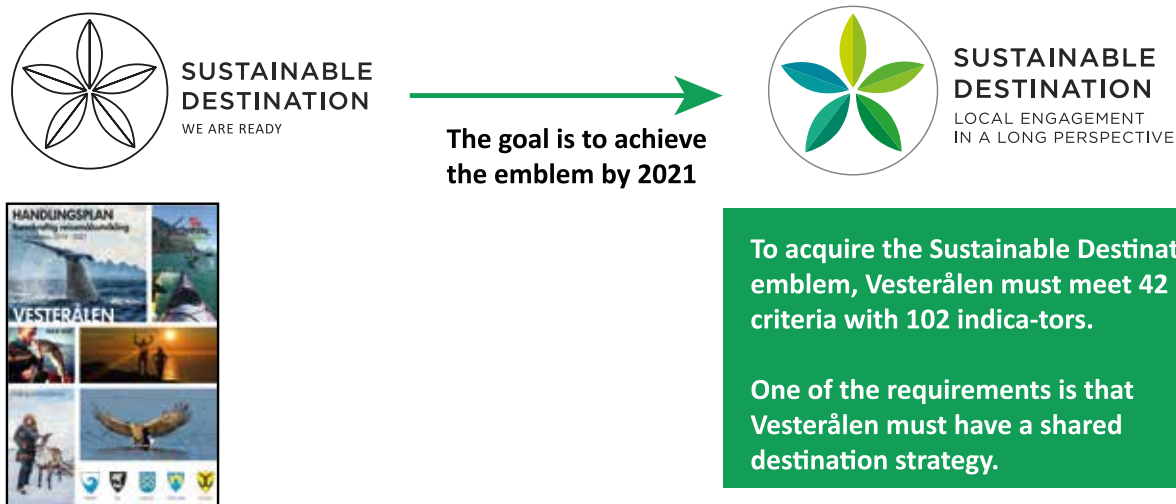 SUSTAINABLE
DESTINATION
WE ARE READY
The goal is to achieve
the emblem by 2021
SUSTAINABLE
DESTINATION
LOCAL ENGAGEMENT
IN A LONG PERSPECTIVE
HANDLINGSPLAN
Bærekraftig reisemålsutvikling
VESTERÅLEN
To acquire the Sustainable Destinat
emblem, Vesterålen must meet 42
criteria with 102 indica-tors.
One of the requirements is that
Vesterålen must have a shared
destination strategy.